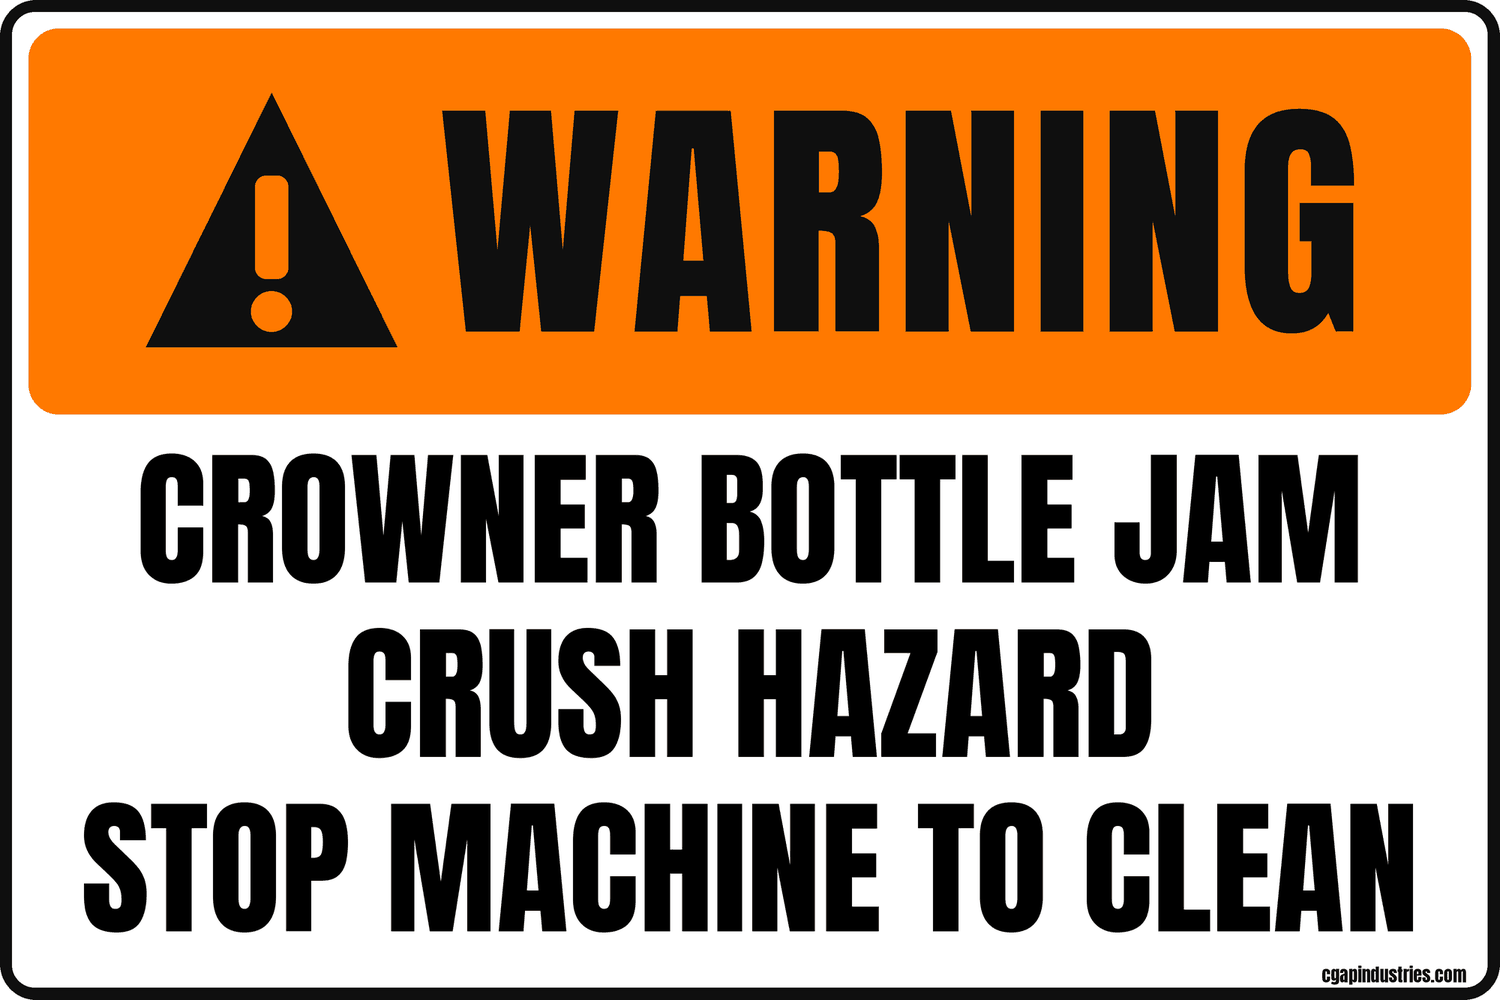 WARNING
CROWNER BOTTLE JAM
CRUSH HAZARD
STOP MACHINE TO CLEAN
cgapindustries.com